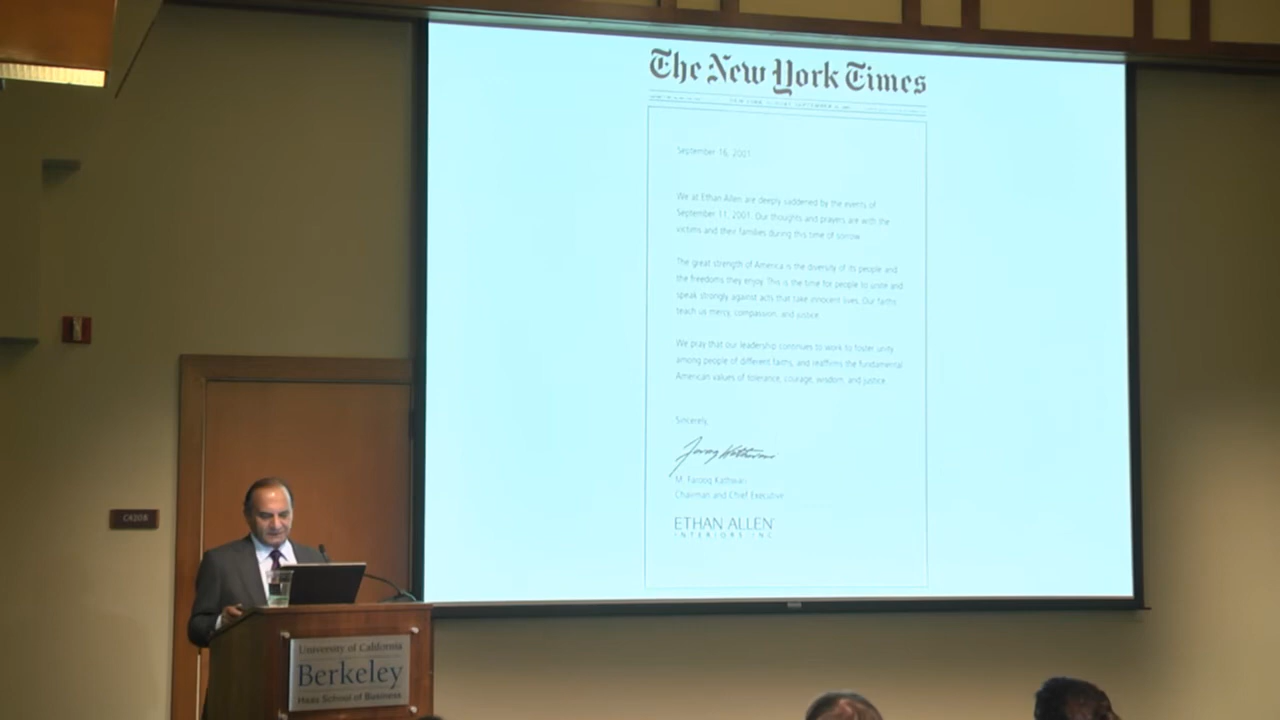 The New York Times
September 16, 2001
We at Ethan Allen are deeply saddened by the events of
September 11, 2001. Our thoughts and prayers are with the
victims and their families during this time of sorrow.
The great strength of America is the diversity of its people and
the freedoms they enjoy. This is the time for people to unite and
speak strongly against acts that take innocent lives. Our faiths
teach us mercy, compassion, and justice.
We pray that our leadership continues to work to foster unity
among people of different faiths, and reaffirms the fundamental
American values of tolerance, courage, wisdom, and justice.
Sincerely,
M. Farooq Kathwari
Chairman and Chief Executive
ETHAN ALLEN
INTERIORS INC
C420A
University of California
Berkeley
Haas School of Business